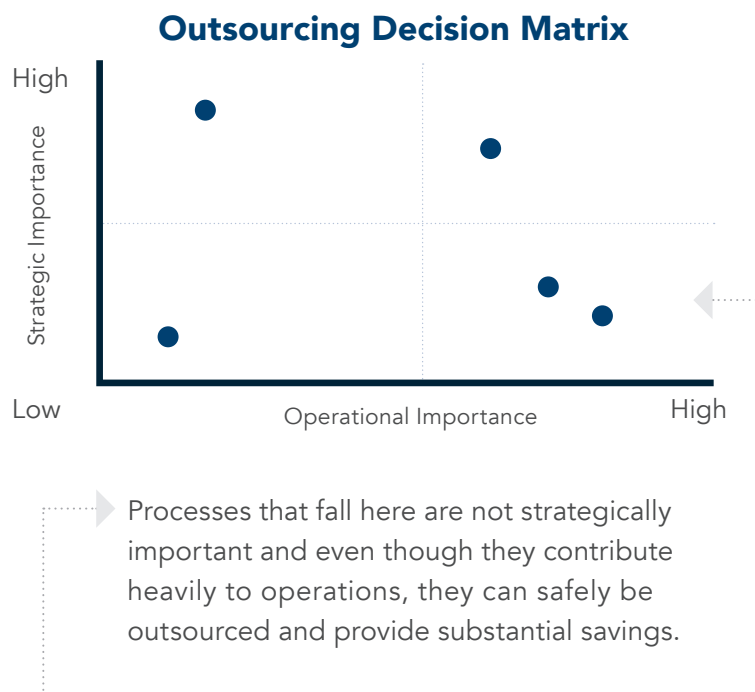 Outsourcing Decision Matrix
High
Strategic Importance
Low
Operational Importance
High
Processes that fall here are not strategically
important and even though they contribute
heavily to operations, they can safely be
outsourced and provide substantial savings.